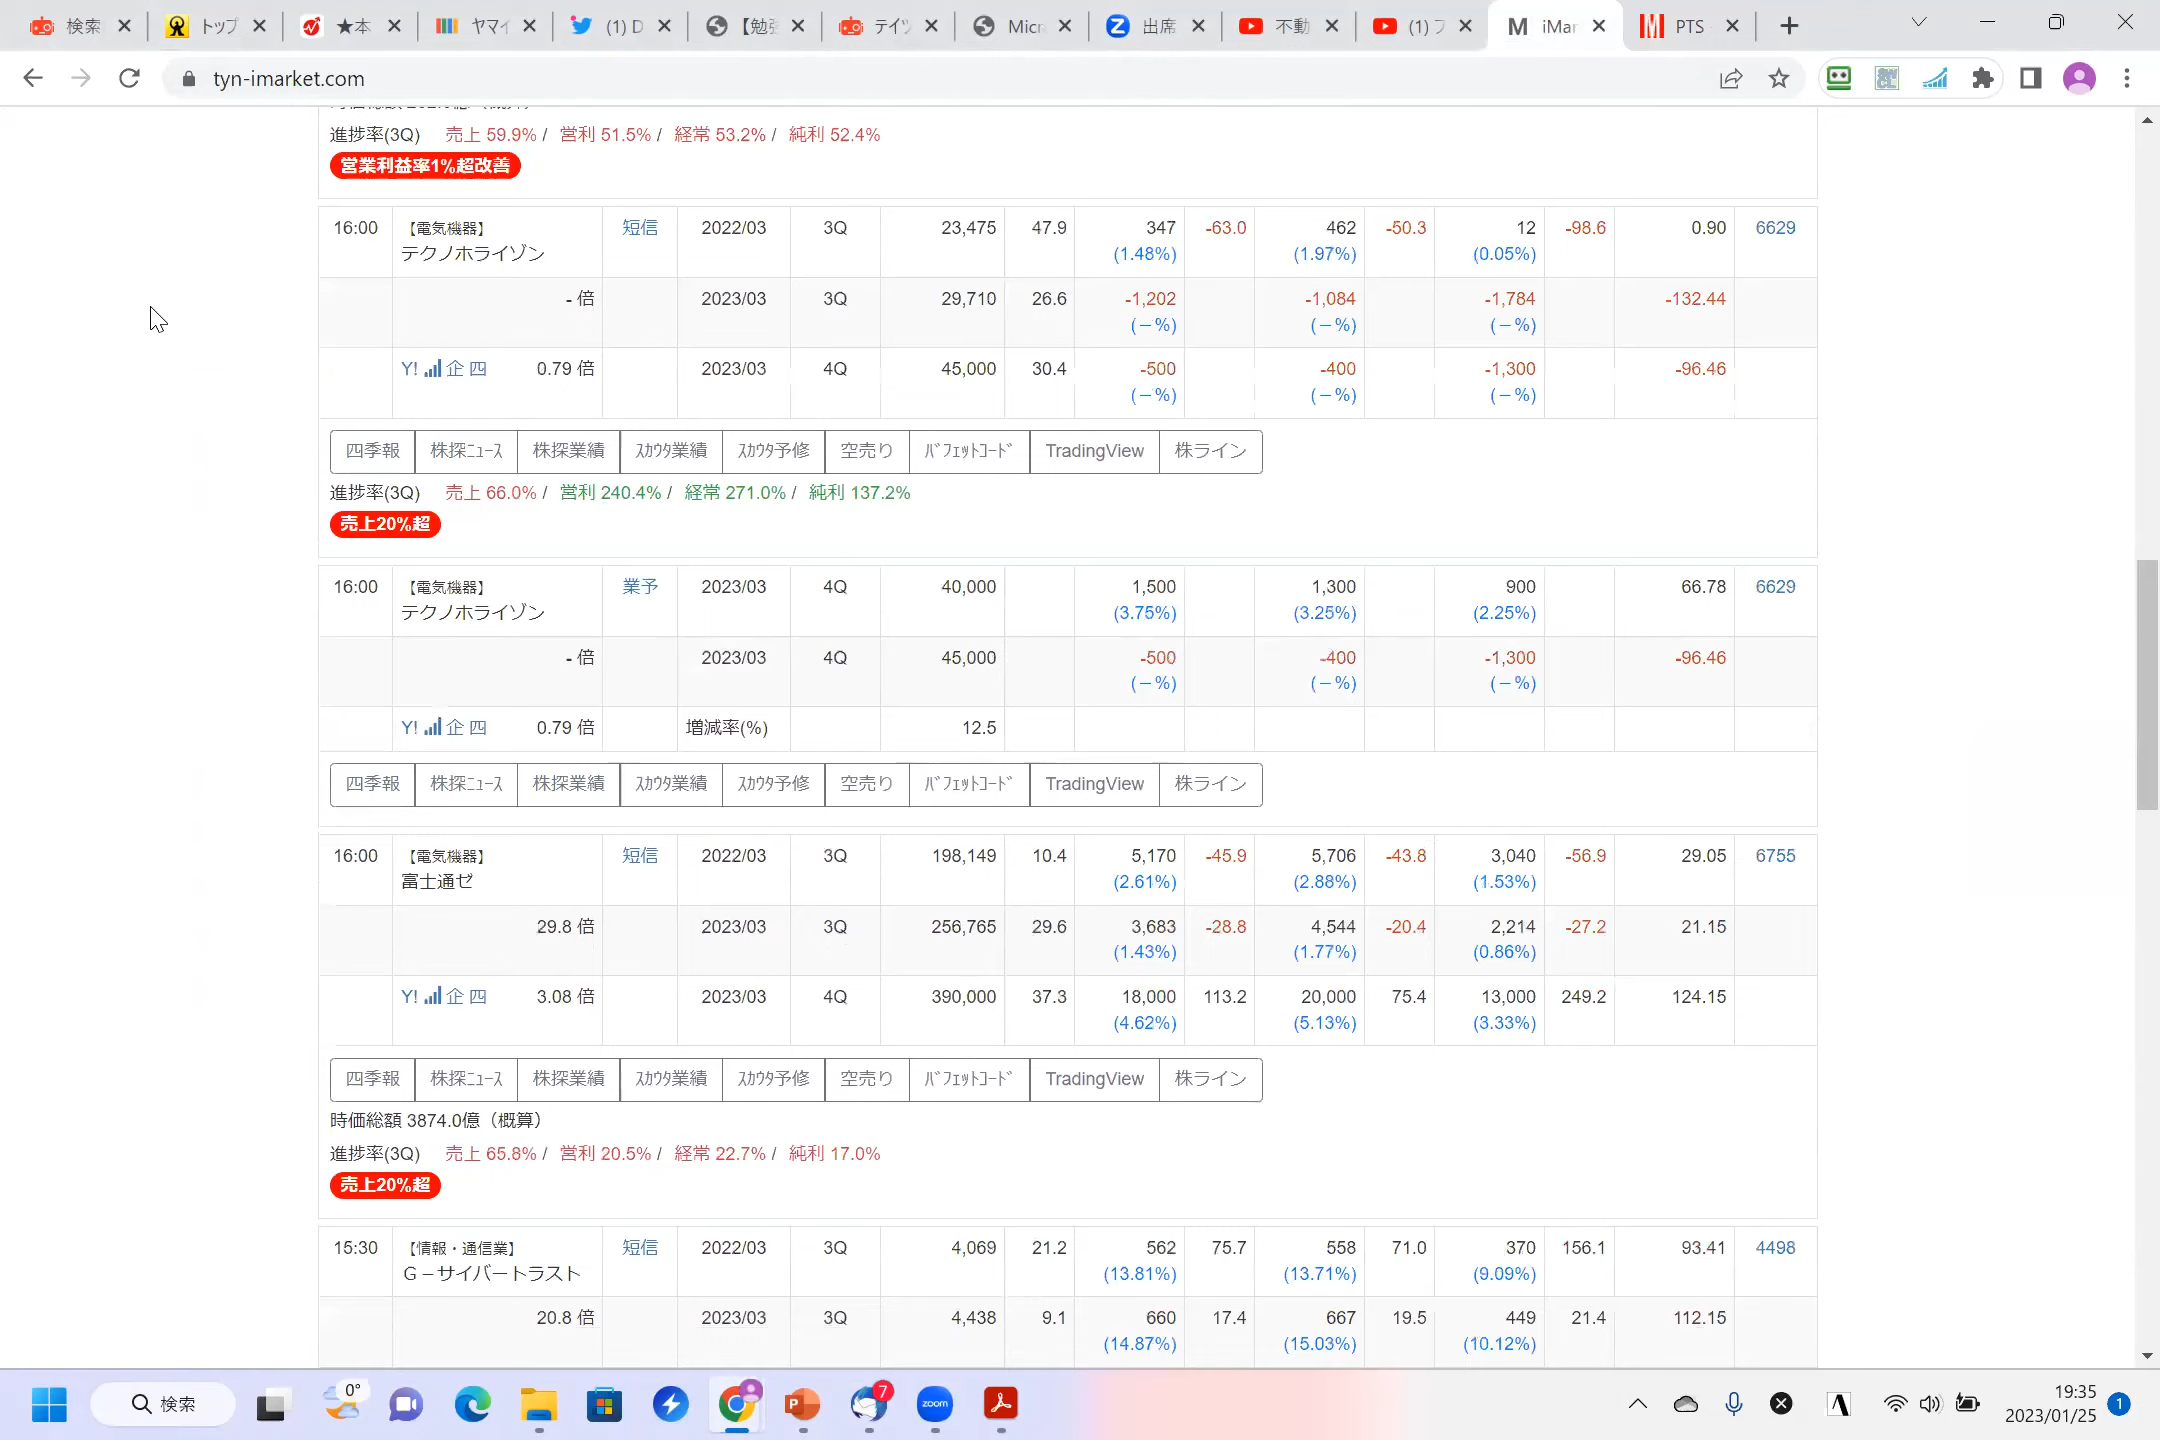 検索
トップ
★本
ヤマイ
(1) D
【勉強
テイツ
Micr
出席
不動
(1) フ
iMar
PTS
tyn-imarket.com
進捗率(3Q) 売上 59.9% / 営利 51.5% / 経常 53.2% / 純利 52.4%
営業利益率1%超改善
16:00 【電気機器】 短信 2022/03 3Q 23,475 47.9 347 -63.0 462 -50.3 12 -98.6 0.90 6629
テクノホライゾン (1.48%) (1.97%) (0.05%)
- 倍 2023/03 3Q 29,710 26.6 -1,202 -1,084 -1,784 -132.44
(－%) (－%) (－%)
Y! 企 四 0.79 倍 2023/03 4Q 45,000 30.4 -500 -400 -1,300 -96.46
(－%) (－%) (－%)
四季報 株探ﾆｭｰｽ 株探業績 ｽｶｳﾀ業績 ｽｶｳﾀ予修 空売り ﾊﾞﾌｪｯﾄｺｰﾄﾞ TradingView 株ライン
進捗率(3Q) 売上 66.0% / 営利 240.4% / 経常 271.0% / 純利 137.2%
売上20%超
16:00 【電気機器】 業予 2023/03 4Q 40,000 1,500 1,300 900 66.78 6629
テクノホライゾン (3.75%) (3.25%) (2.25%)
- 倍 2023/03 4Q 45,000 -500 -400 -1,300 -96.46
(－%) (－%) (－%)
Y! 企 四 0.79 倍 増減率(%) 12.5
四季報 株探ﾆｭｰｽ 株探業績 ｽｶｳﾀ業績 ｽｶｳﾀ予修 空売り ﾊﾞﾌｪｯﾄｺｰﾄﾞ TradingView 株ライン
16:00 【電気機器】 短信 2022/03 3Q 198,149 10.4 5,170 -45.9 5,706 -43.8 3,040 -56.9 29.05 6755
富士通ゼ (2.61%) (2.88%) (1.53%)
29.8 倍 2023/03 3Q 256,765 29.6 3,683 -28.8 4,544 -20.4 2,214 -27.2 21.15
(1.43%) (1.77%) (0.86%)
Y! 企 四 3.08 倍 2023/03 4Q 390,000 37.3 18,000 113.2 20,000 75.4 13,000 249.2 124.15
(4.62%) (5.13%) (3.33%)
四季報 株探ﾆｭｰｽ 株探業績 ｽｶｳﾀ業績 ｽｶｳﾀ予修 空売り ﾊﾞﾌｪｯﾄｺｰﾄﾞ TradingView 株ライン
時価総額 3874.0億（概算）
進捗率(3Q) 売上 65.8% / 営利 20.5% / 経常 22.7% / 純利 17.0%
売上20%超
15:30 【情報・通信業】 短信 2022/03 3Q 4,069 21.2 562 75.7 558 71.0 370 156.1 93.41 4498
Ｇ－サイバートラスト (13.81%) (13.71%) (9.09%)
20.8 倍 2023/03 3Q 4,438 9.1 660 17.4 667 19.5 449 21.4 112.15
(14.87%) (15.03%) (10.12%)
検索
0°
7
zoom
19:35
2023/01/25
1